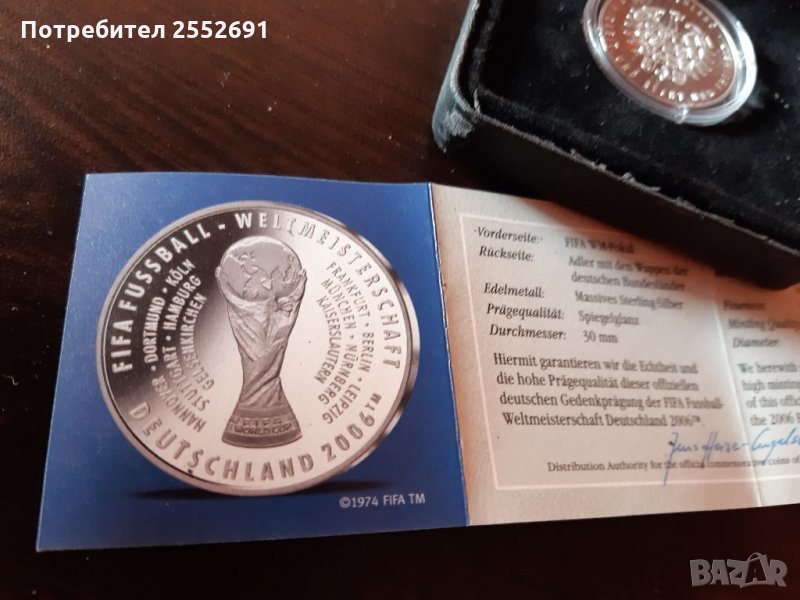 Потребител 2552691
FIFA FUSSBALL - WELTMEISTERSCHAFT
DEUTSCHLAND 2006™
HANNOVER • DORTMUND • KÖLN
STUTTGART • HAMBURG
GELSENKIRCHEN
FRANKFURT • BERLIN • LEIPZIG
MÜNCHEN • NÜRNBERG
KAISERSLAUTERN
FIFA
WORLD CUP
©1974 FIFA TM
Vorderseite: FIFA WM-Pokal
Rückseite: Adler mit den Wappen der
deutschen Bundesländer
Edelmetall: Massives Sterling-Silber
Prägequalität: Spiegelglanz
Durchmesser: 30 mm
Hiermit garantieren wir die Echtheit und
die hohe Prägequalität dieser offiziellen
deutschen Gedenkprägung der FIFA Fussball-
Weltmeisterschaft Deutschland 2006™.
Fineness
Minting Quality
Diameter:
We herewith
high minting
of this offic
the 2006 F
Distribution Authority for the official commemorative coins of
BAZAR